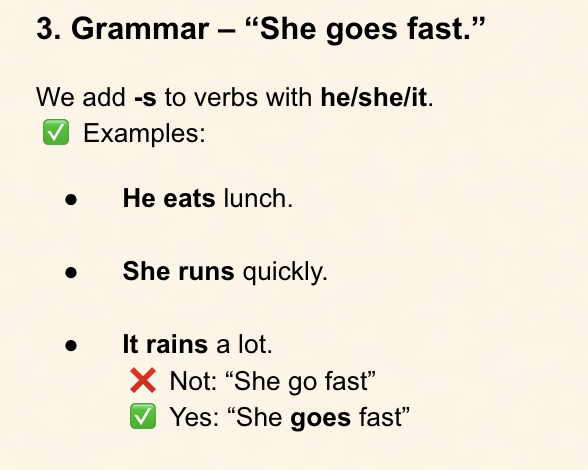 3. Grammar – “She goes fast.”
We add -s to verbs with he/she/it.
✅ Examples:
● He eats lunch.
● She runs quickly.
● It rains a lot.
❌ Not: “She go fast”
✅ Yes: “She goes fast”